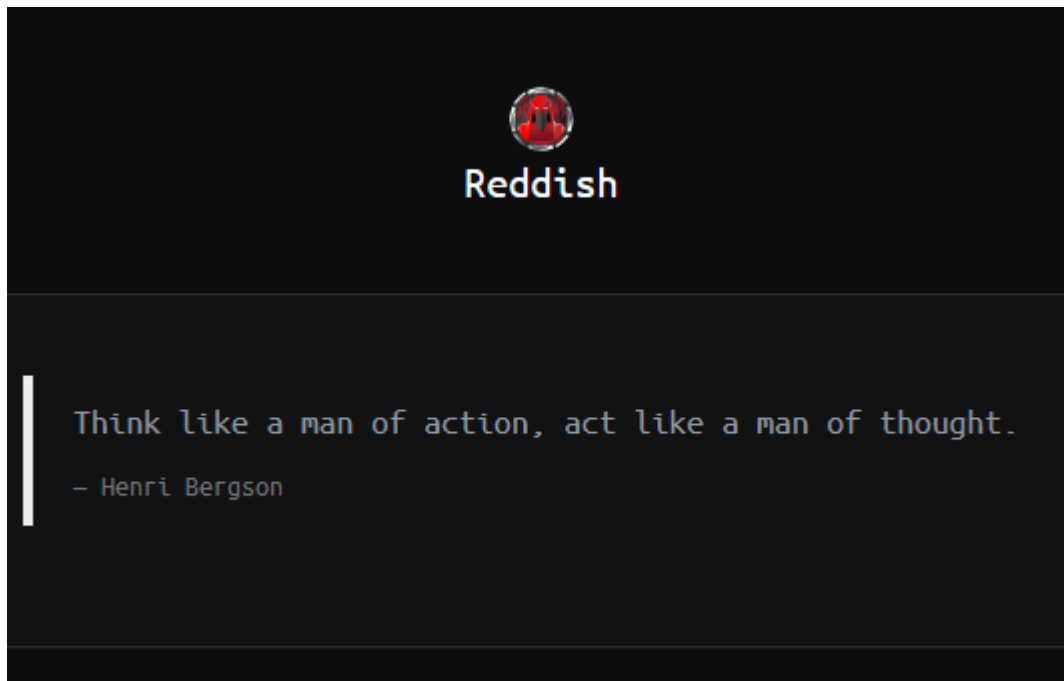 Reddish
Think like a man of action, act like a man of thought.
— Henri Bergson